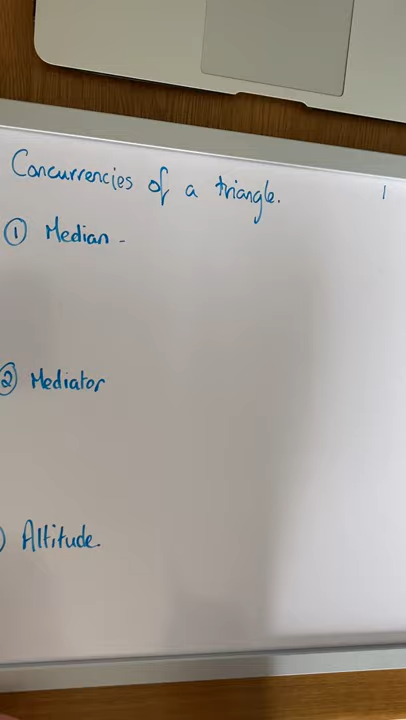 Concurrencies of a triangle.
1
① Median -
② Mediator
) Altitude.